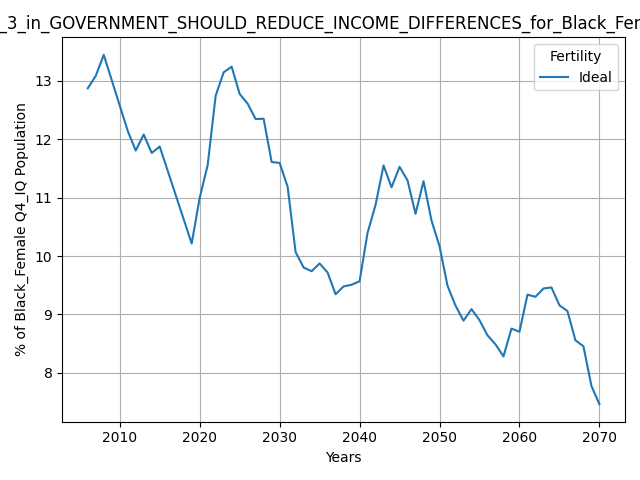 _3_in_GOVERNMENT_SHOULD_REDUCE_INCOME_DIFFERENCES_for_Black_Fer
Fertility
Ideal
% of Black_Female Q4_IQ Population
13
12
11
10
9
8
2010 2020 2030 2040 2050 2060 2070
Years